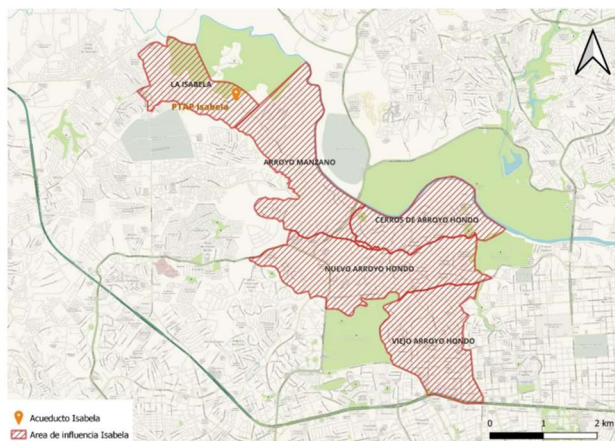 LA ISABELA
PTAP Isabela
ARROYO MANZANO
CERROS DE ARROYO HONDO
NUEVO ARROYO HONDO
VIEJO ARROYO HONDO
Acueducto Isabela
Area de influencia Isabela
0 1 2 km